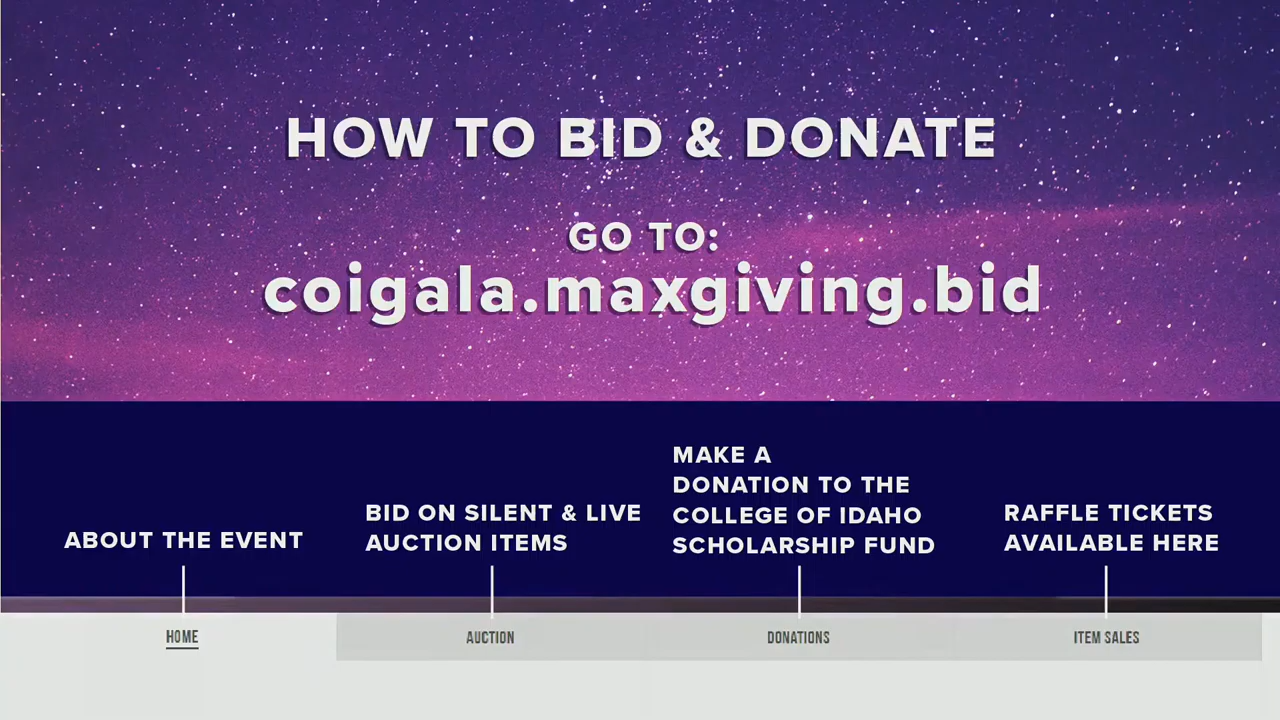 HOW TO BID & DONATE
GO TO:
coigala.maxgiving.bid
ABOUT THE EVENT
BID ON SILENT & LIVE
AUCTION ITEMS
MAKE A
DONATION TO THE
COLLEGE OF IDAHO
SCHOLARSHIP FUND
RAFFLE TICKETS
AVAILABLE HERE
HOME
AUCTION
DONATIONS
ITEM SALES